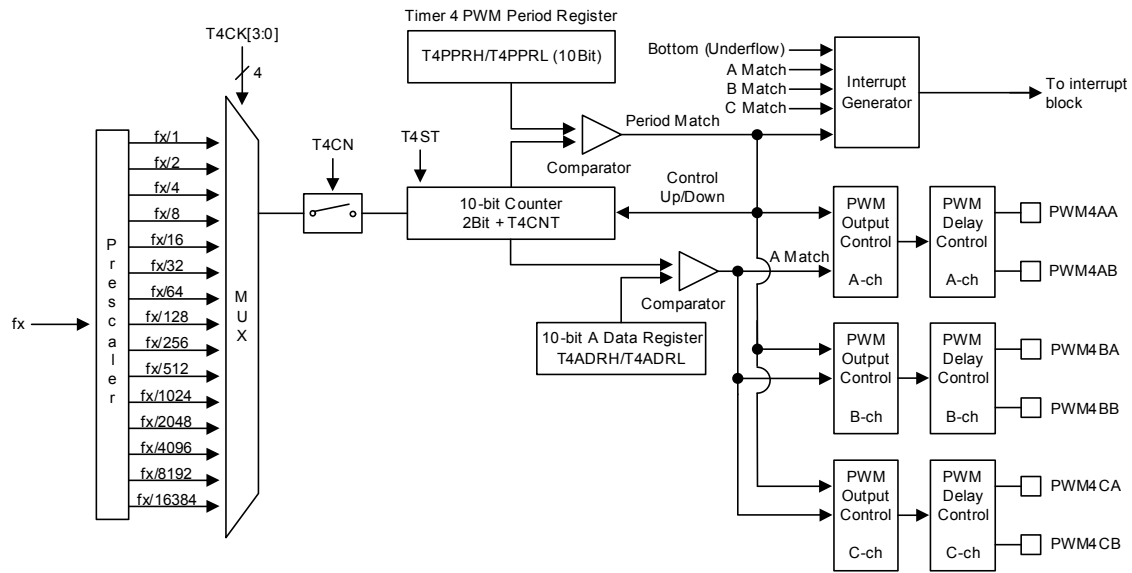 Timer 4 PWM Period Register
T4CK[3:0]
4
T4PPRH/T4PPRL (10Bit)
Bottom (Underflow)
A Match
B Match
C Match
Interrupt
Generator
To interrupt
block
fx/1
fx/2
fx/4
fx/8
fx/16
fx/32
fx/64
fx/128
fx/256
fx/512
fx/1024
fx/2048
fx/4096
fx/8192
fx/16384
fx
Prescaler
MUX
T4CN
T4ST
Period Match
Comparator
10-bit Counter
2Bit + T4CNT
Control
Up/Down
A Match
Comparator
10-bit A Data Register
T4ADRH/T4ADRL
PWM
Output
Control
A-ch
PWM
Delay
Control
A-ch
PWM4AA
PWM4AB
PWM
Output
Control
B-ch
PWM
Delay
Control
B-ch
PWM4BA
PWM4BB
PWM
Output
Control
C-ch
PWM
Delay
Control
C-ch
PWM4CA
PWM4CB